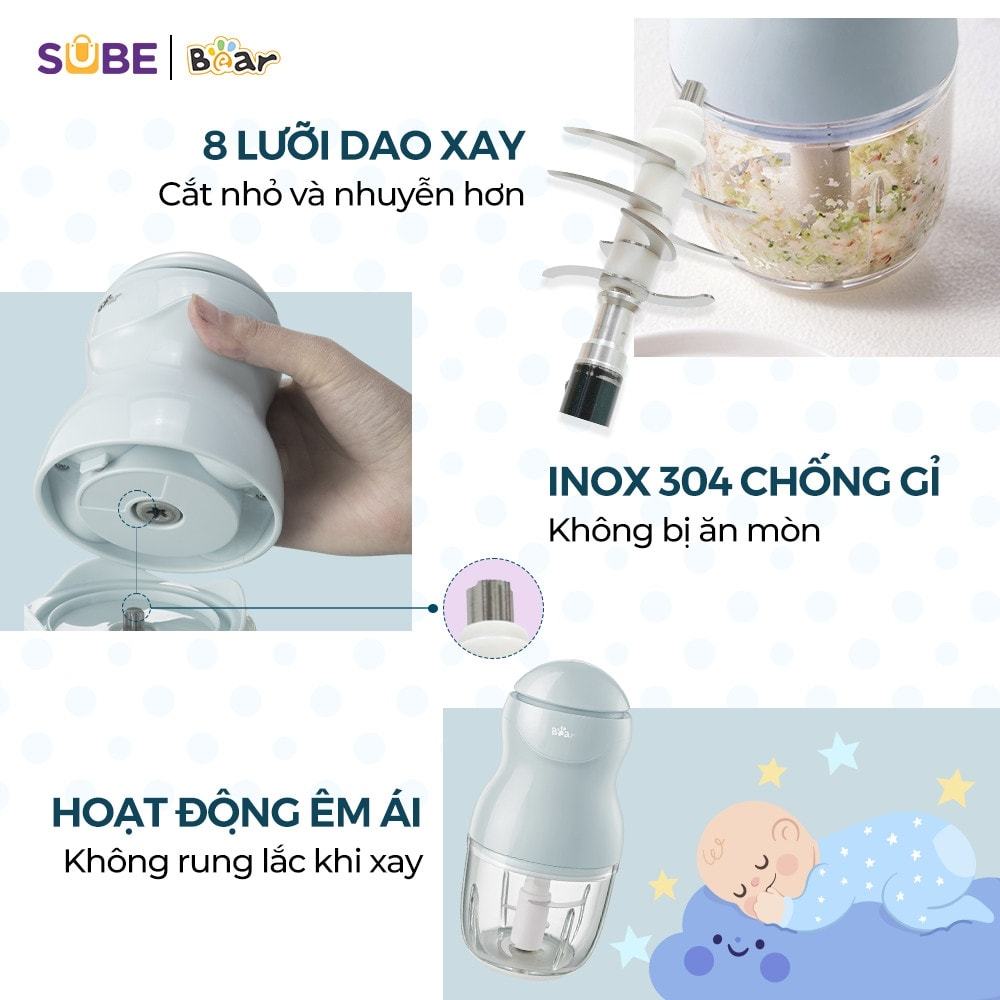 SUBE | Bear
8 LƯỠI DAO XAY
Cắt nhỏ và nhuyễn hơn
Bear
INOX 304 CHỐNG GỈ
Không bị ăn mòn
Bear
HOẠT ĐỘNG ÊM ÁI
Không rung lắc khi xay